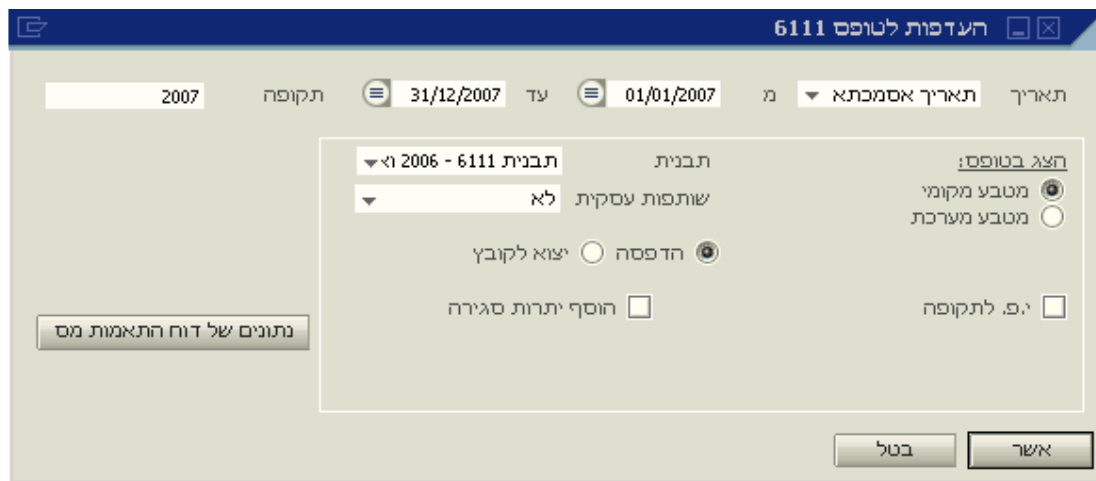 העדפות לטופס 6111
תאריך תאריך אסמכתא מ 01/01/2007 עד 31/12/2007 תקופה 2007
הצג בטופס: תבנית תבנית 6111 - 2006
מטבע מקומי שותפות עסקית לא
מטבע מערכת
הדפסה יצוא לקובץ
י.פ. לתקופה הוסף יתרות סגירה
נתונים של דוח התאמות מס
אשר בטל